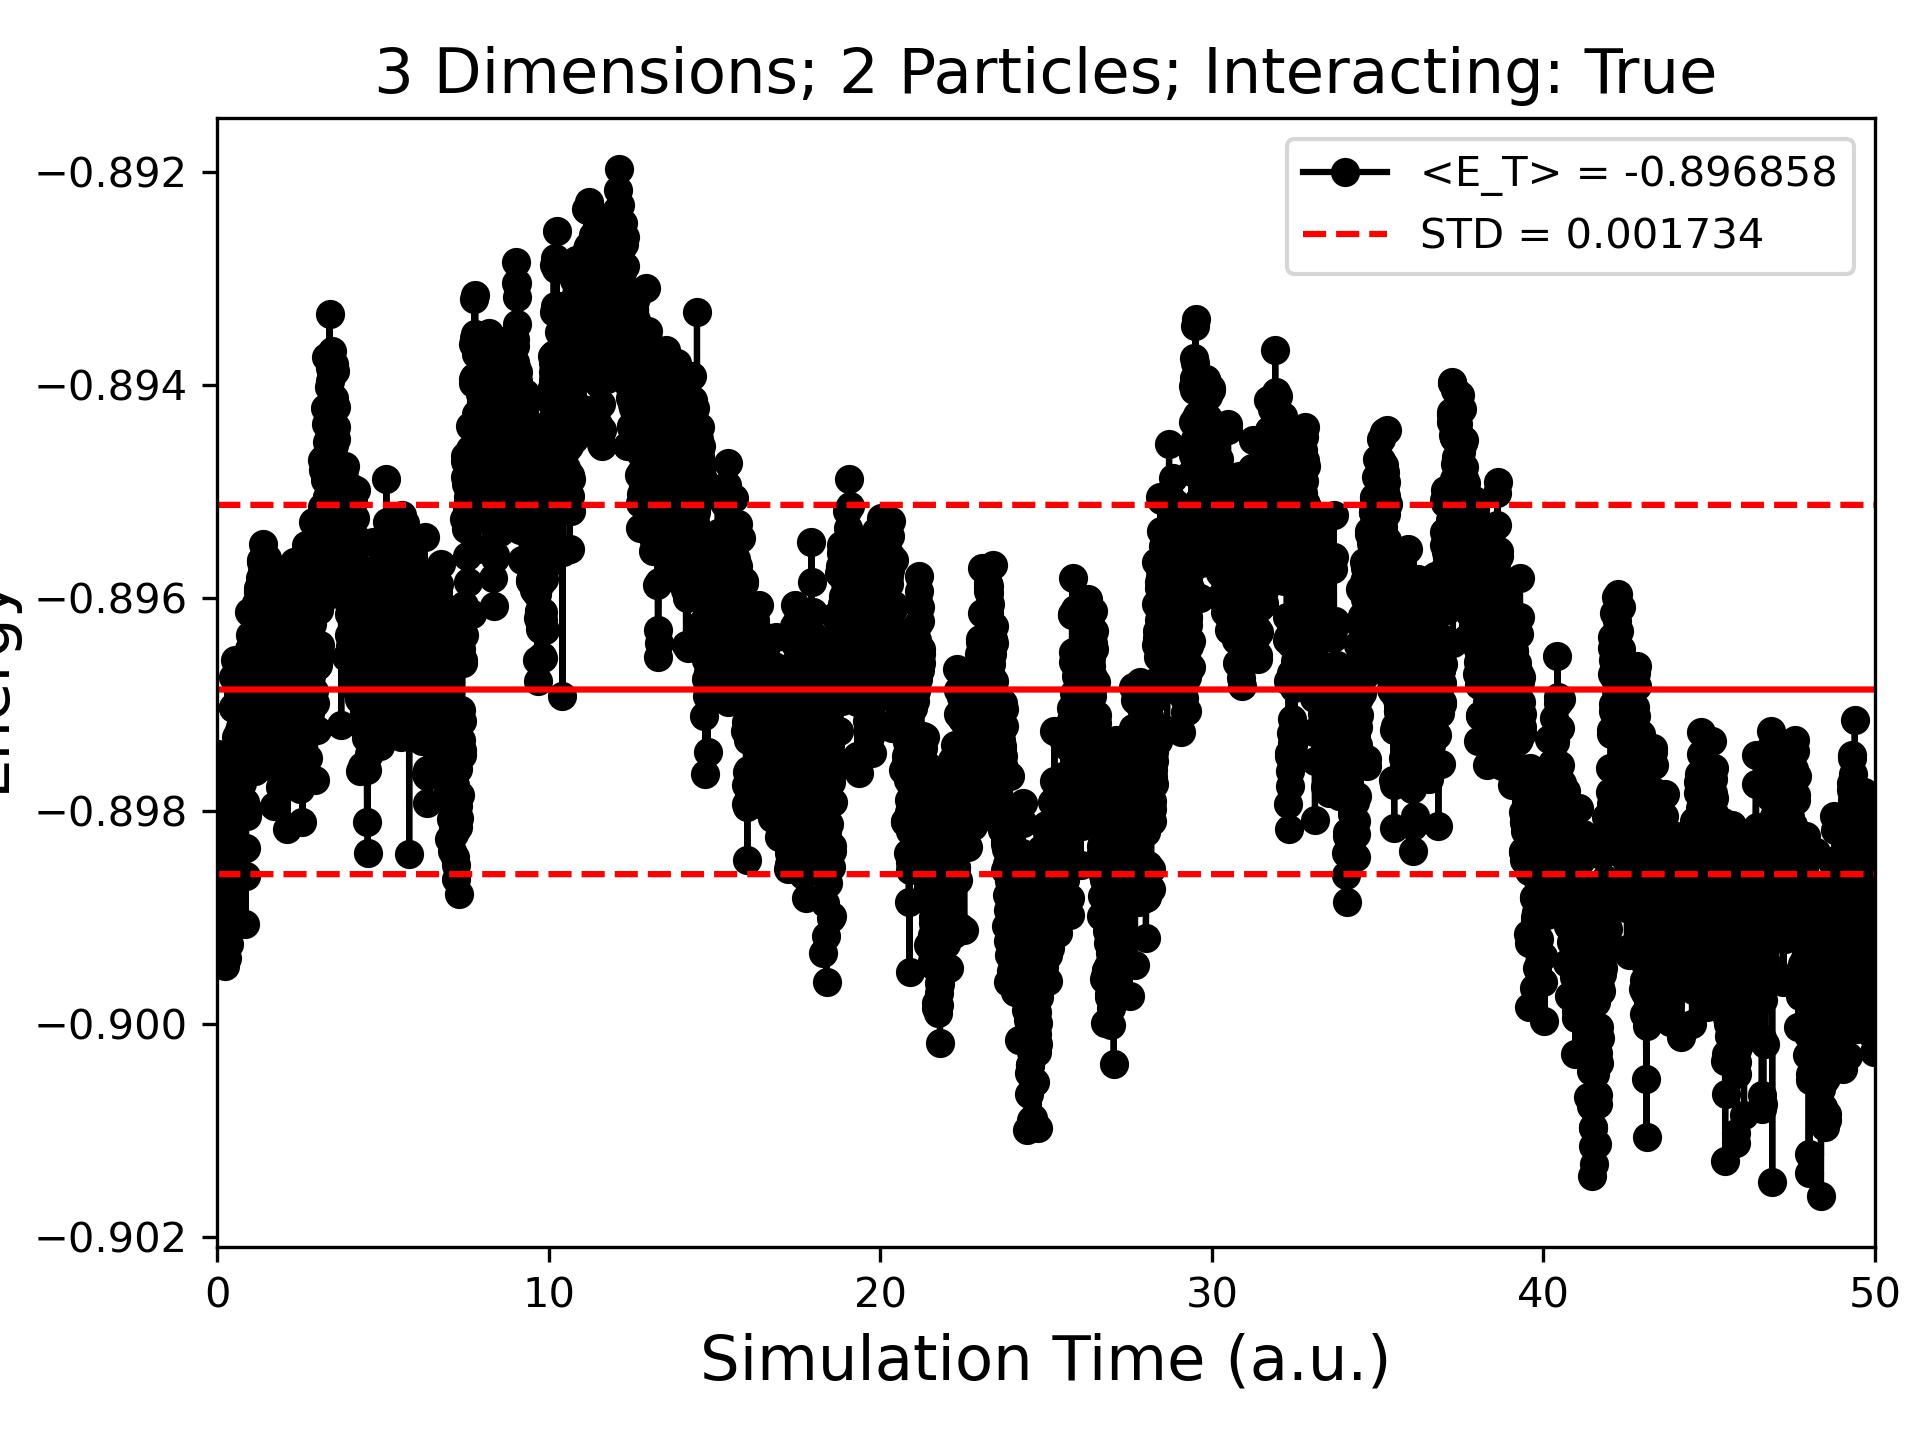 3 Dimensions; 2 Particles; Interacting: True
<E_T> = -0.896858
STD = 0.001734
−0.892
−0.894
−0.896
−0.898
−0.900
−0.902
Energy
0 10 20 30 40 50
Simulation Time (a.u.)